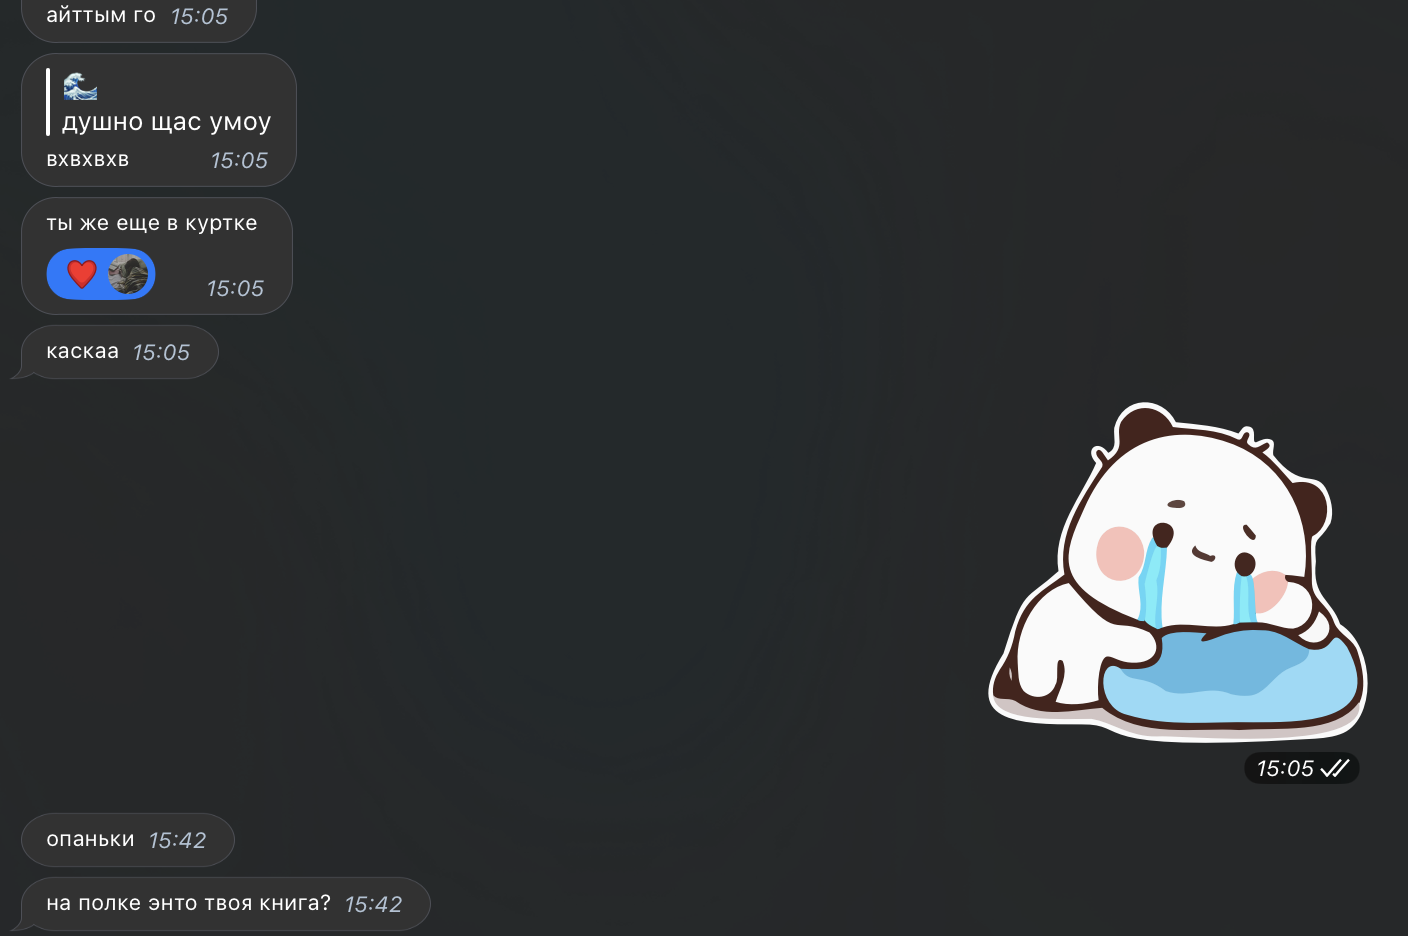 айттым го 15:05
🌊
душно щас умоу
вхвхвхв 15:05
ты же еще в куртке
❤️ 15:05
каскаа 15:05
15:05
опаньки 15:42
на полке энто твоя книга? 15:42